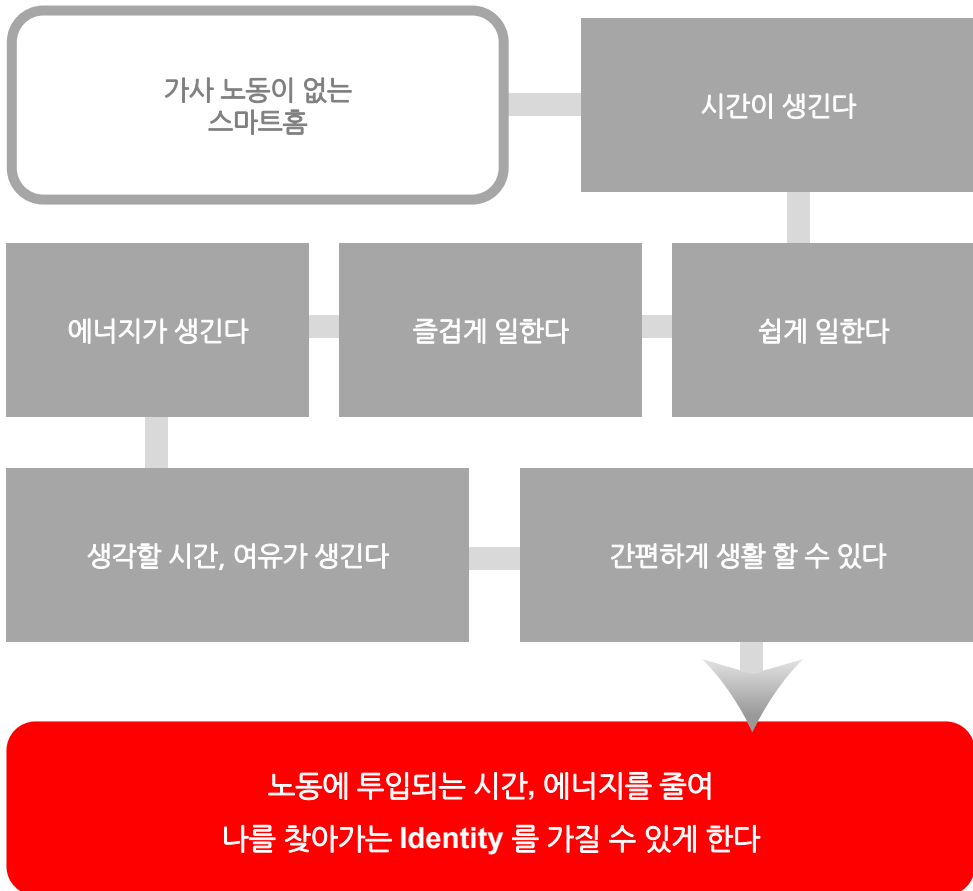 가사 노동이 없는
스마트홈
시간이 생긴다
쉽게 일한다
즐겁게 일한다
에너지가 생긴다
생각할 시간, 여유가 생긴다
간편하게 생활 할 수 있다
노동에 투입되는 시간, 에너지를 줄여
나를 찾아가는 Identity 를 가질 수 있게 한다